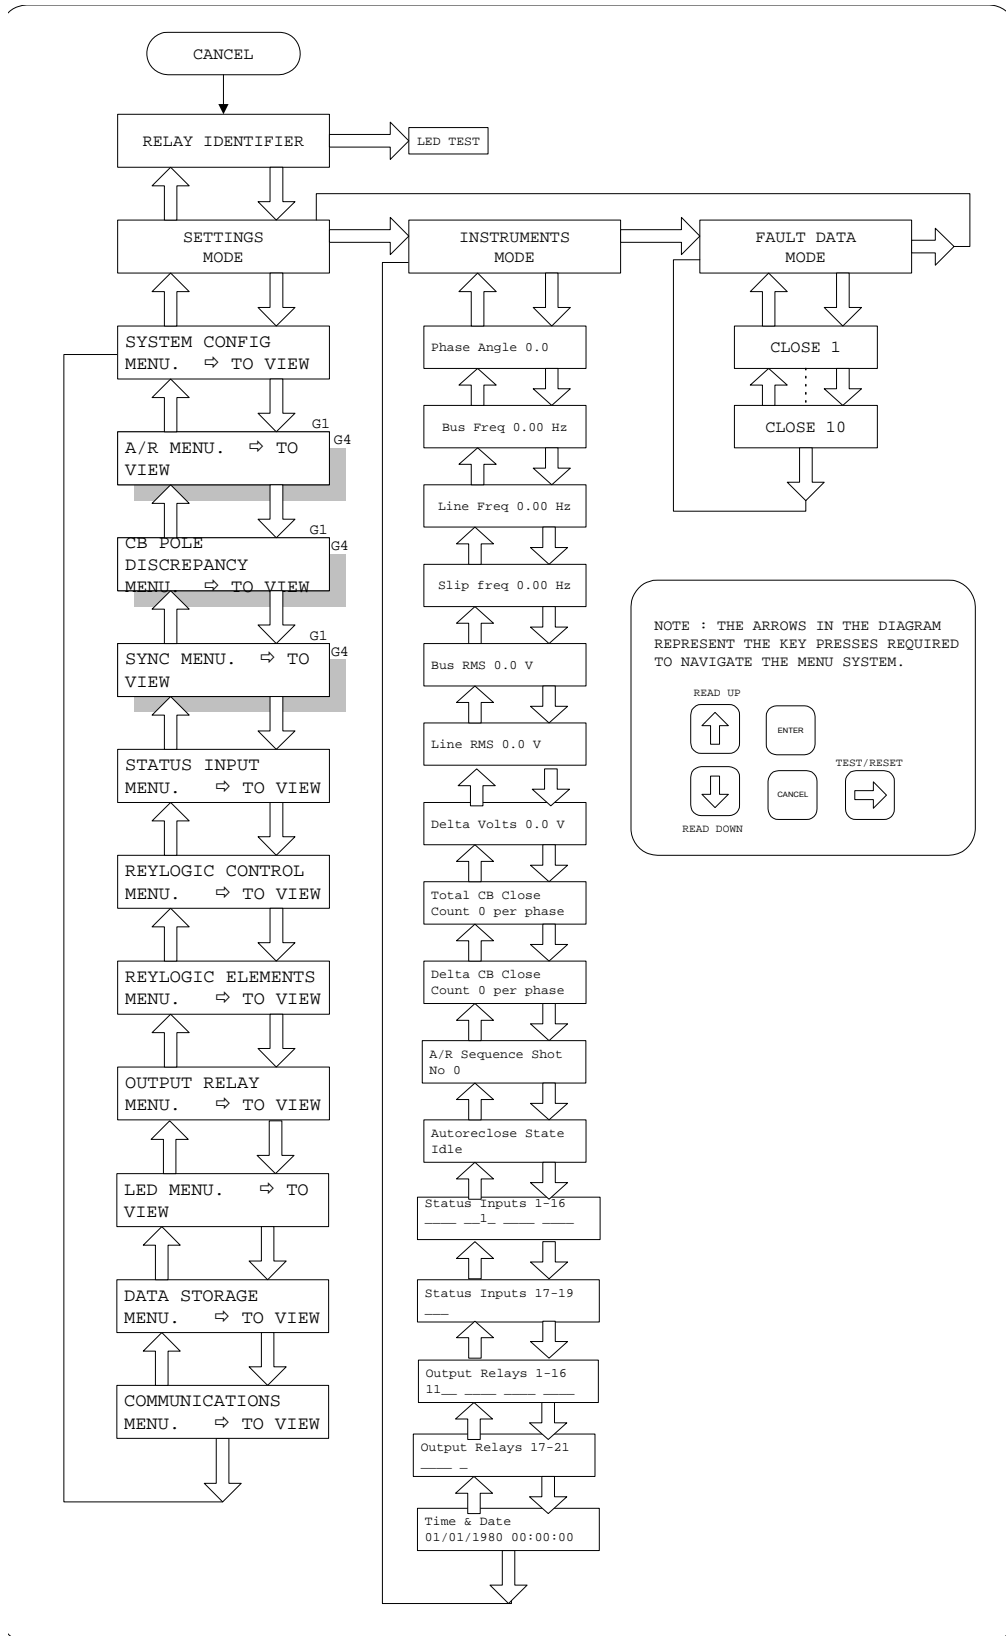 CANCEL
RELAY IDENTIFIER
LED TEST
SETTINGS
MODE
INSTRUMENTS
MODE
FAULT DATA
MODE
SYSTEM CONFIG
MENU. ⇨ TO VIEW
G1
G4
A/R MENU. ⇨ TO
VIEW
G1
G4
CB POLE
DISCREPANCY
MENU. ⇨ TO VIEW
G1
G4
SYNC MENU. ⇨ TO
VIEW
STATUS INPUT
MENU. ⇨ TO VIEW
REYLOGIC CONTROL
MENU. ⇨ TO VIEW
REYLOGIC ELEMENTS
MENU. ⇨ TO VIEW
OUTPUT RELAY
MENU. ⇨ TO VIEW
LED MENU. ⇨ TO
VIEW
DATA STORAGE
MENU. ⇨ TO VIEW
COMMUNICATIONS
MENU. ⇨ TO VIEW
Phase Angle 0.0
Bus Freq 0.00 Hz
Line Freq 0.00 Hz
Slip freq 0.00 Hz
Bus RMS 0.0 V
Line RMS 0.0 V
Delta Volts 0.0 V
Total CB Close
Count 0 per phase
Delta CB Close
Count 0 per phase
A/R Sequence Shot
No 0
Autoreclose State
Idle
Status Inputs 1-16
____ __1_ ____ ____
Status Inputs 17-19
___
Output Relays 1-16
11__ ____ ____ ____
Output Relays 17-21
____ _
Time & Date
01/01/1980 00:00:00
CLOSE 1
CLOSE 10
NOTE : THE ARROWS IN THE DIAGRAM
REPRESENT THE KEY PRESSES REQUIRED
TO NAVIGATE THE MENU SYSTEM.
READ UP
ENTER
TEST/RESET
CANCEL
READ DOWN